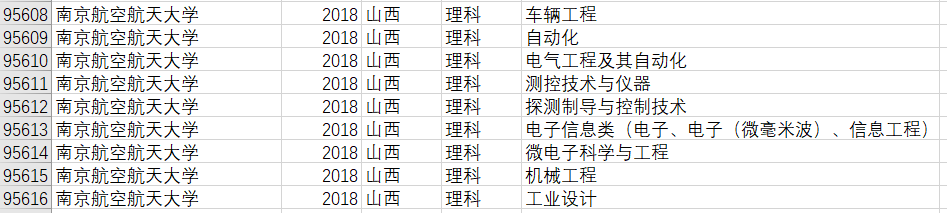 95608 南京航空航天大学 2018 山西 理科 车辆工程
95609 南京航空航天大学 2018 山西 理科 自动化
95610 南京航空航天大学 2018 山西 理科 电气工程及其自动化
95611 南京航空航天大学 2018 山西 理科 测控技术与仪器
95612 南京航空航天大学 2018 山西 理科 探测制导与控制技术
95613 南京航空航天大学 2018 山西 理科 电子信息类（电子、电子（微毫米波）、信息工程）
95614 南京航空航天大学 2018 山西 理科 微电子科学与工程
95615 南京航空航天大学 2018 山西 理科 机械工程
95616 南京航空航天大学 2018 山西 理科 工业设计